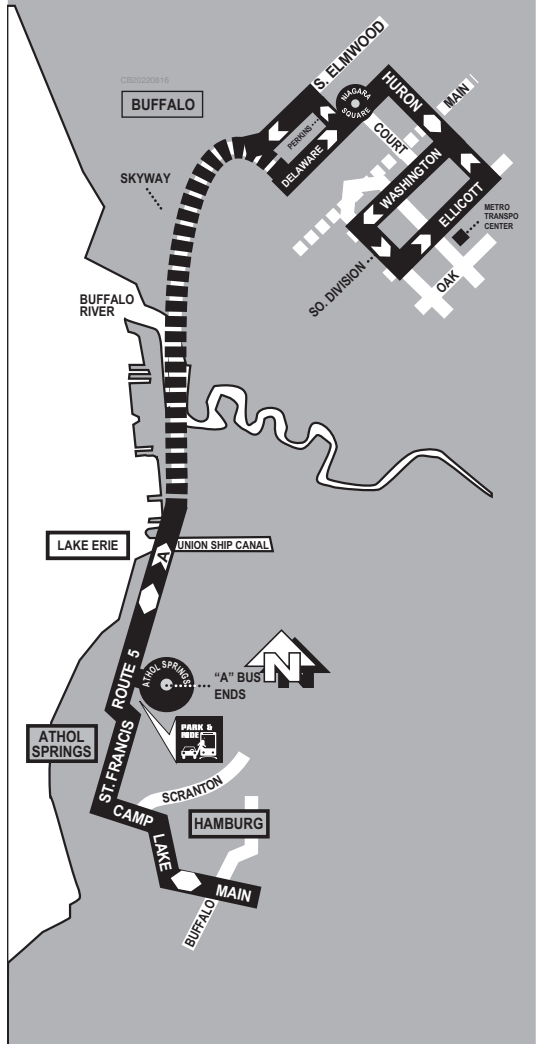 CB20220816
BUFFALO
S. ELMWOOD
NIAGARA
SQUARE
HURON
MAIN
PERKINS
COURT
DELAWARE
WASHINGTON
ELLICOTT
METRO
TRANSPO
CENTER
SKYWAY
SO. DIVISION
OAK
BUFFALO
RIVER
LAKE ERIE
A
UNION SHIP CANAL
ROUTE 5
ATHOL SPRINGS
"A" BUS
ENDS
N
PARK &
RIDE
ATHOL
SPRINGS
ST. FRANCIS
SCRANTON
CAMP
HAMBURG
LAKE
MAIN
BUFFALO